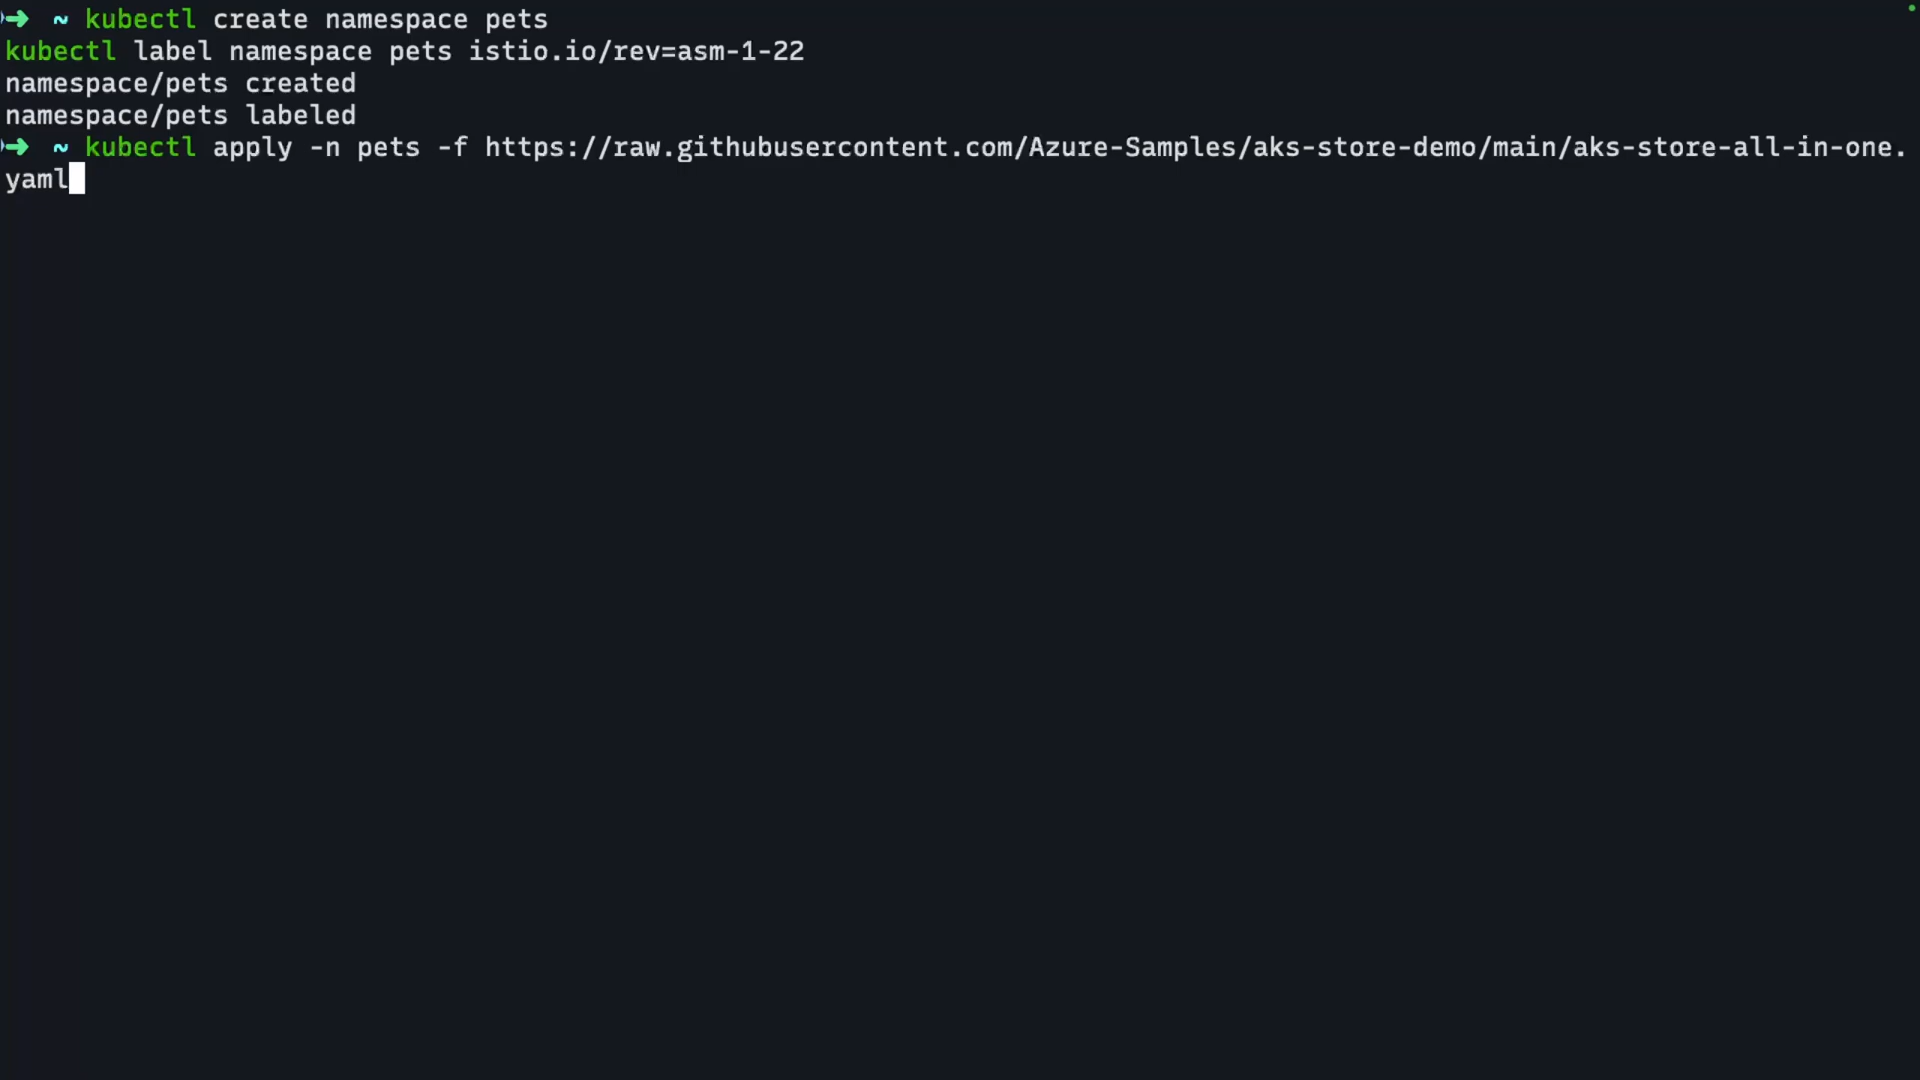 ➜ ~ kubectl create namespace pets
kubectl label namespace pets istio.io/rev=asm-1-22
namespace/pets created
namespace/pets labeled
➜ ~ kubectl apply -n pets -f https://raw.githubusercontent.com/Azure-Samples/aks-store-demo/main/aks-store-all-in-one.
yaml